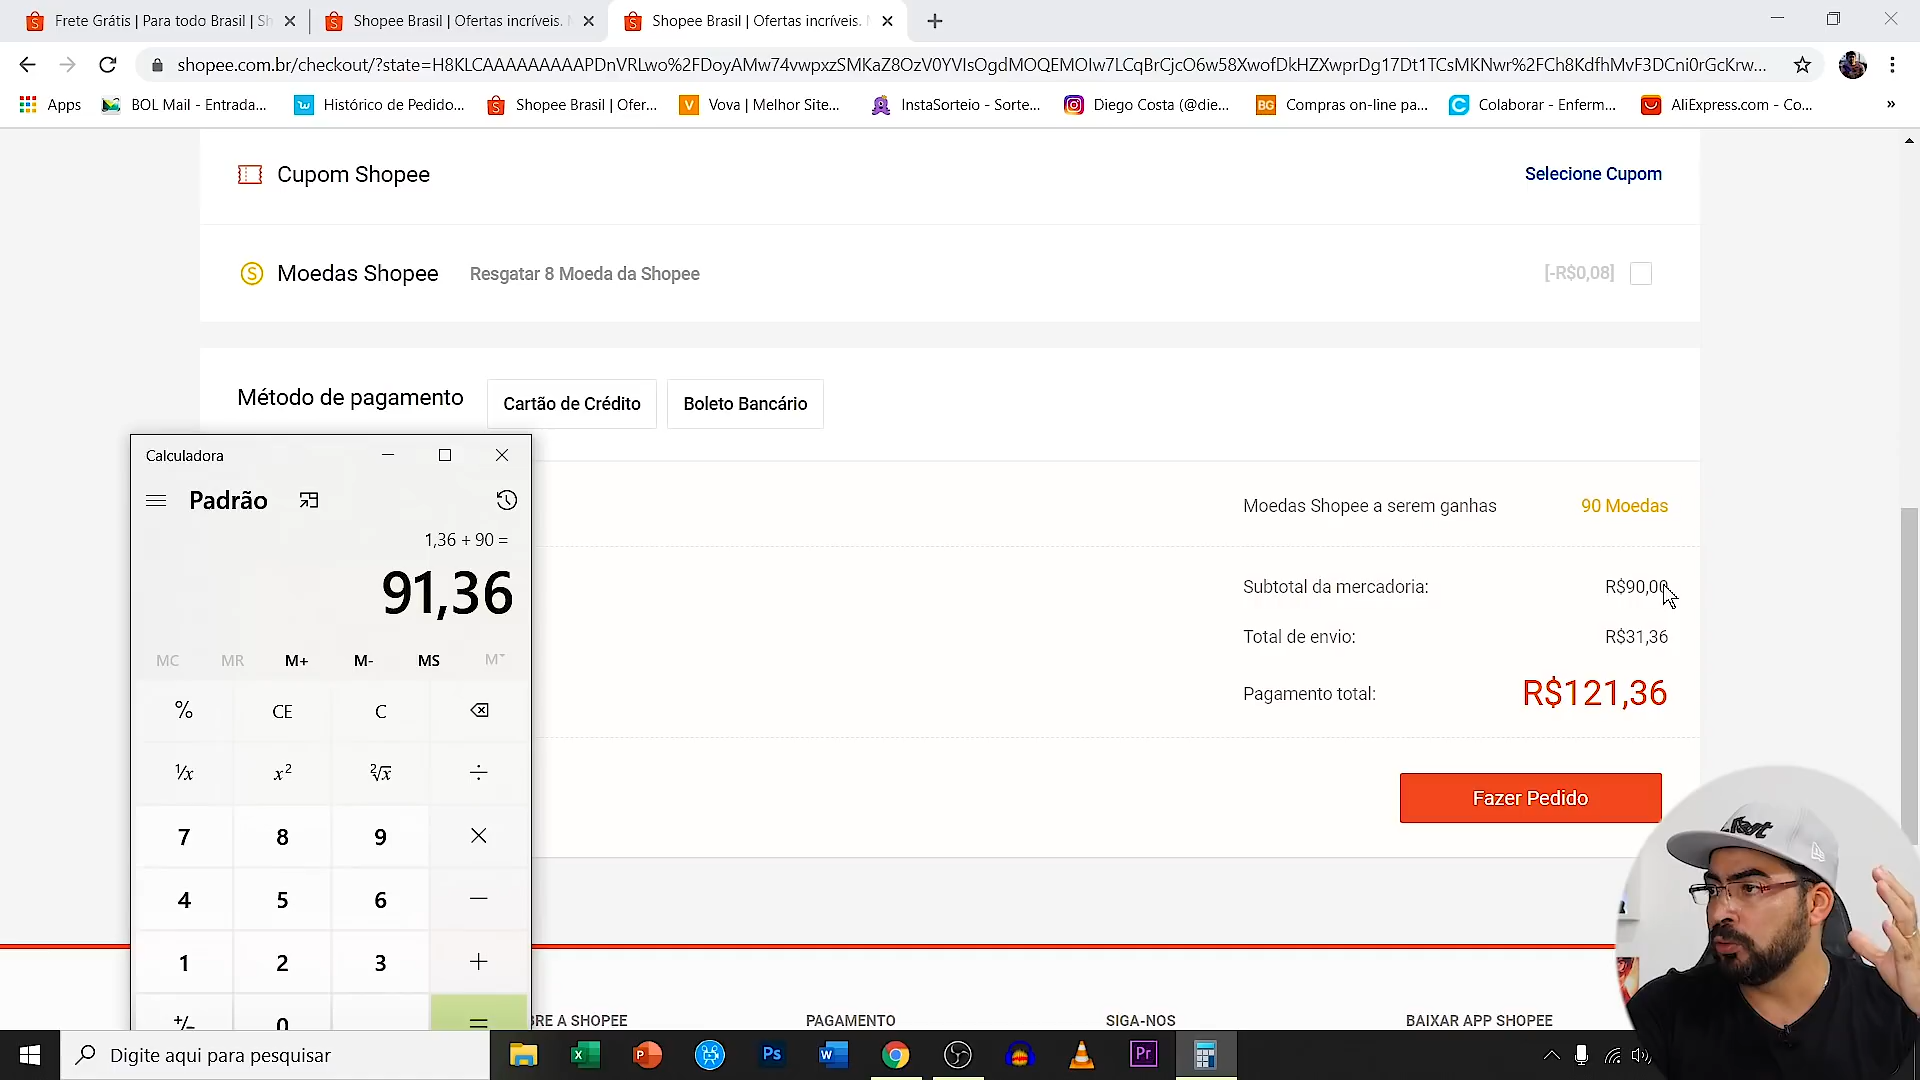 Frete Grátis | Para todo Brasil | Sh
Shopee Brasil | Ofertas incríveis.
Shopee Brasil | Ofertas incríveis.
shopee.com.br/checkout/?state=H8KLCAAAAAAAAAPDnVRLwo%2FDoyAMw74vwpxzSMKaZ8OzV0YVIsOgdMOQEMOIw7LCqBrCjcO6w58XwofDkHZXwprDg17Dt1TCsMKNwr%2FCh8KdfhMvF3DCni0rGcKrw...
Apps
BOL Mail - Entrada...
Histórico de Pedido...
Shopee Brasil | Ofer...
Vova | Melhor Site...
InstaSorteio - Sorte...
Diego Costa (@die...
Compras on-line pa...
Colaborar - Enferm...
AliExpress.com - Co...
»
Cupom Shopee
Selecione Cupom
Moedas Shopee
Resgatar 8 Moeda da Shopee
[-R$0,08]
Método de pagamento
Cartão de Crédito
Boleto Bancário
Calculadora
Padrão
1,36 + 90 =
91,36
MC MR M+ M- MS M˅
% CE C
¹/x x² ²√x ÷
7 8 9 ×
4 5 6 −
1 2 3 +
+/− 0 =
Moedas Shopee a serem ganhas
90 Moedas
Subtotal da mercadoria:
R$90,00
Total de envio:
R$31,36
Pagamento total:
R$121,36
Fazer Pedido
BRE A SHOPEE
PAGAMENTO
SIGA-NOS
BAIXAR APP SHOPEE
Digite aqui para pesquisar